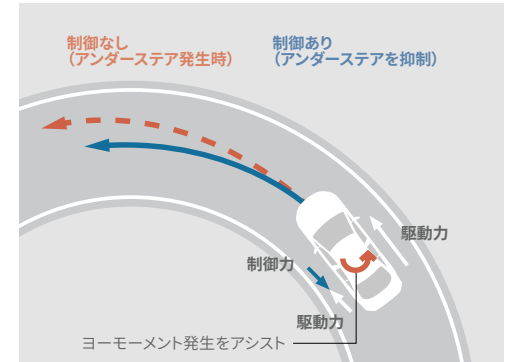 制御なし
（アンダーステア発生時）
制御あり
（アンダーステアを抑制）
駆動力
制御力
駆動力
ヨーモーメント発生をアシスト